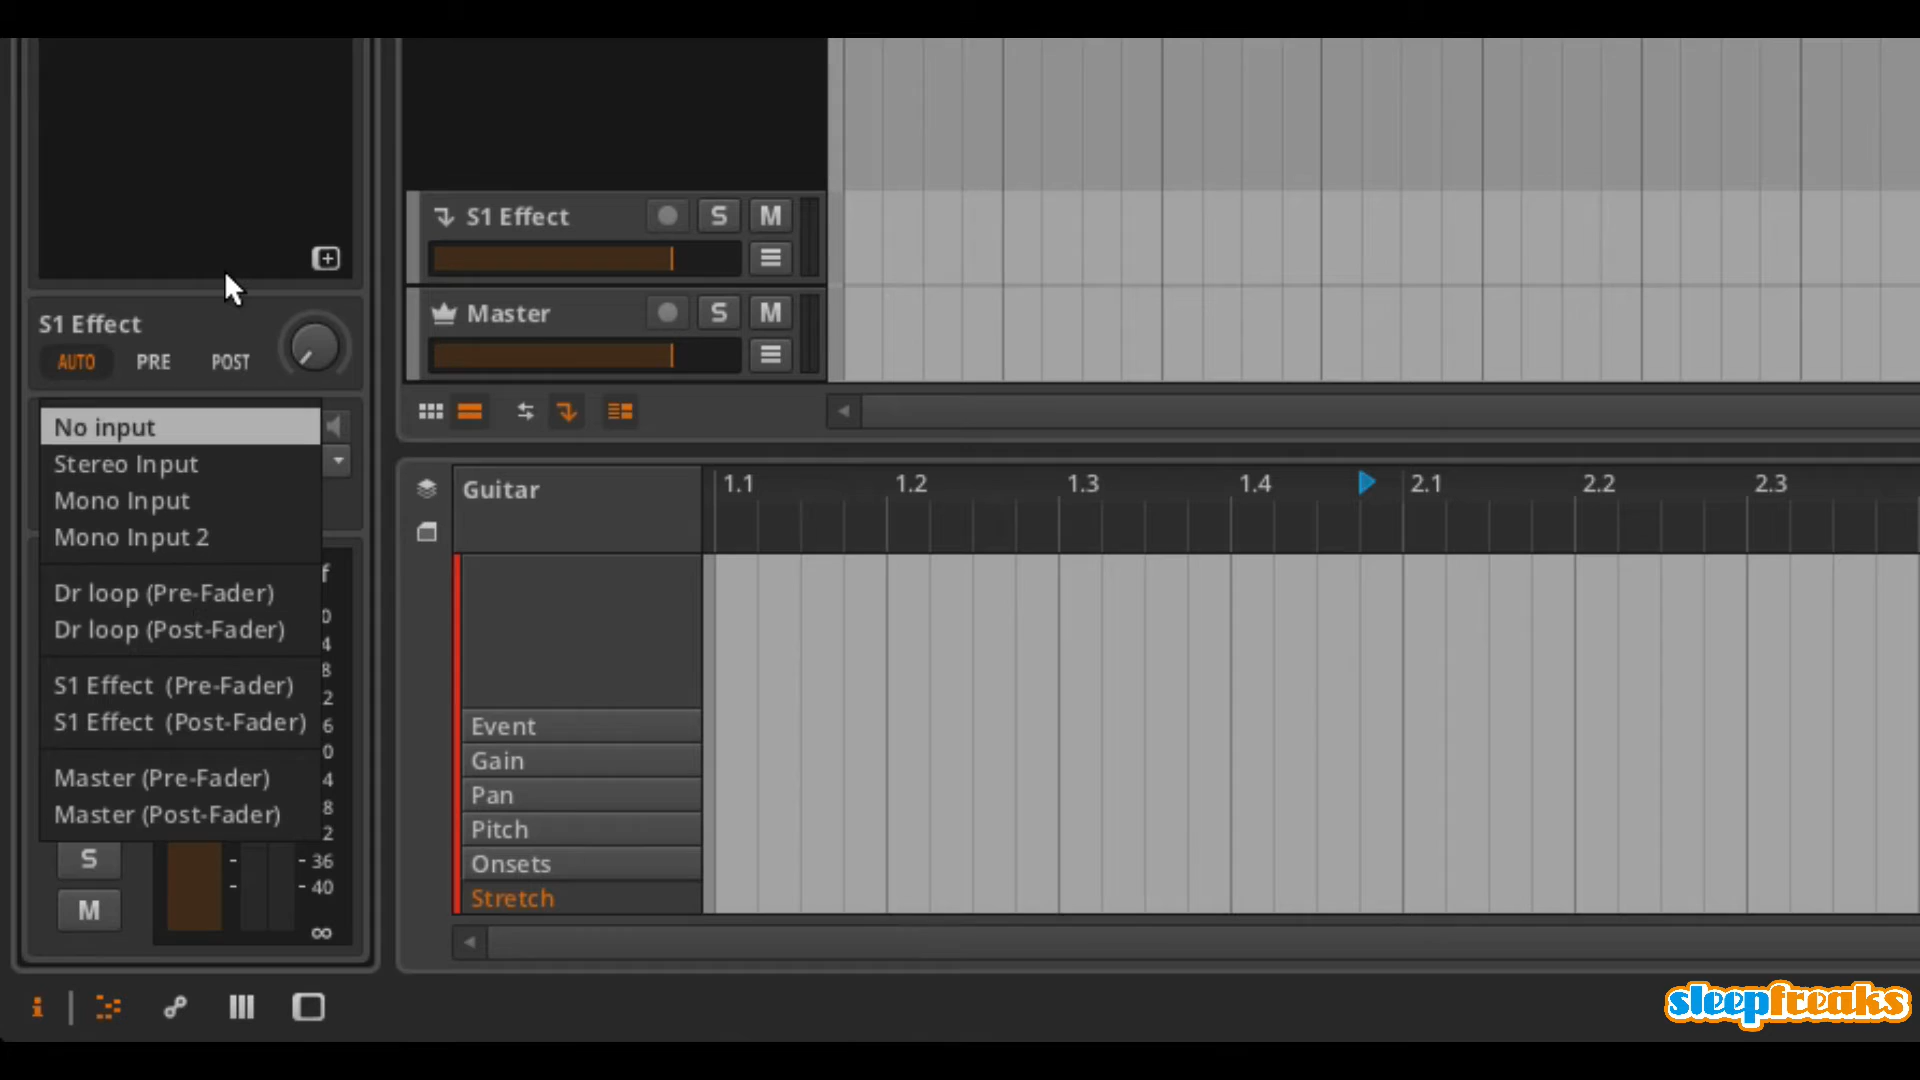 S1 Effect
S
M
Master
S
M
S1 Effect
AUTO
PRE
POST
No input
Stereo Input
Mono Input
Mono Input 2
Dr loop (Pre-Fader)
Dr loop (Post-Fader)
S1 Effect (Pre-Fader)
S1 Effect (Post-Fader)
Master (Pre-Fader)
Master (Post-Fader)
f
0
4
8
2
6
0
4
8
2
- 36
- 40
∞
S
M
Guitar
1.1
1.2
1.3
1.4
2.1
2.2
2.3
Event
Gain
Pan
Pitch
Onsets
Stretch
i
sleepfreaks